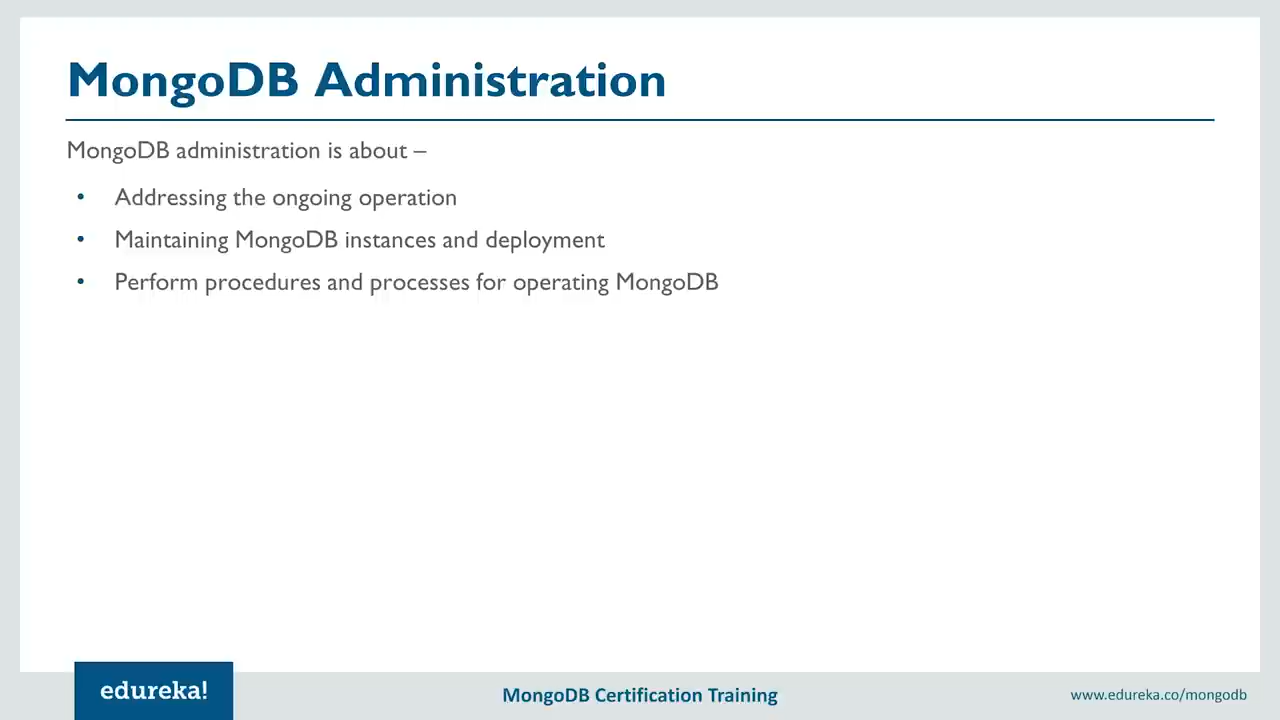 MongoDB Administration
MongoDB administration is about –
• Addressing the ongoing operation
• Maintaining MongoDB instances and deployment
• Perform procedures and processes for operating MongoDB
edureka!
MongoDB Certification Training
www.edureka.co/mongodb